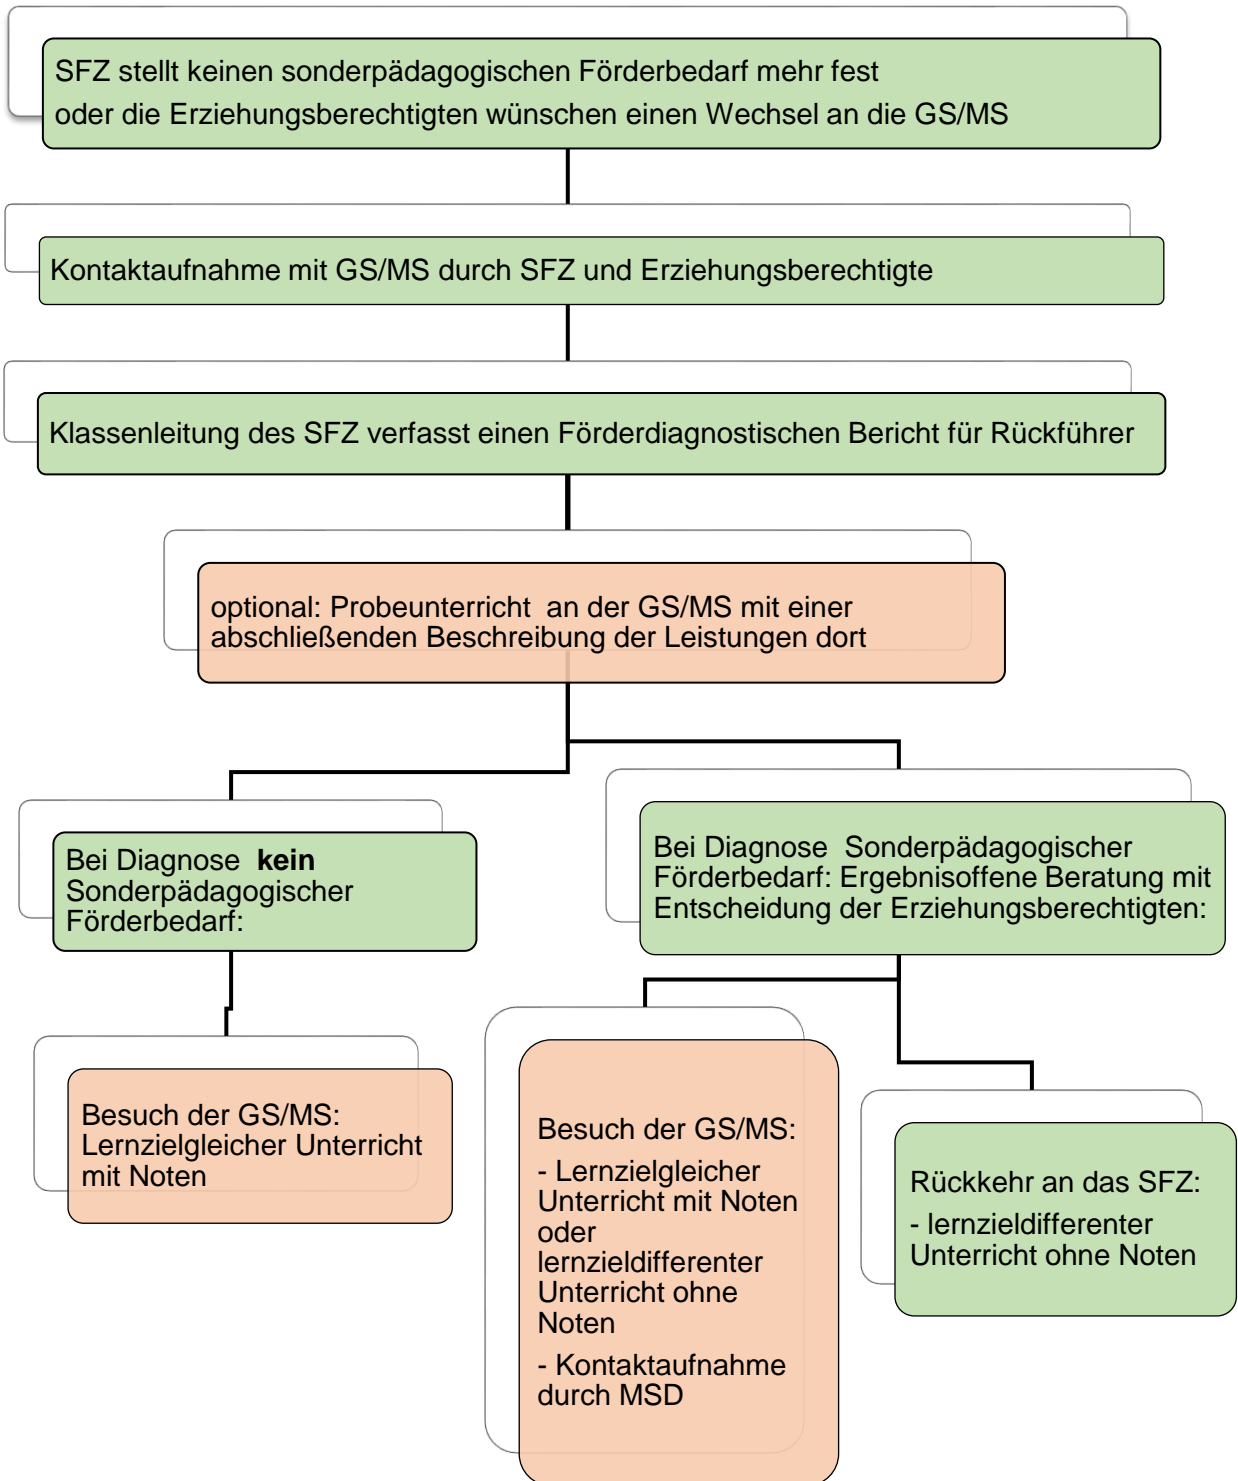 SFZ stellt keinen sonderpädagogischen Förderbedarf mehr fest
oder die Erziehungsberechtigten wünschen einen Wechsel an die GS/MS
Kontaktaufnahme mit GS/MS durch SFZ und Erziehungsberechtigte
Klassenleitung des SFZ verfasst einen Förderdiagnostischen Bericht für Rückführer
optional: Probeunterricht  an der GS/MS mit einer
abschließenden Beschreibung der Leistungen dort
Bei Diagnose  kein
Sonderpädagogischer
Förderbedarf:
Bei Diagnose  Sonderpädagogischer
Förderbedarf: Ergebnisoffene Beratung mit
Entscheidung der Erziehungsberechtigten:
Besuch der GS/MS:
Lernzielgleicher Unterricht
mit Noten
Besuch der GS/MS:
- Lernzielgleicher
Unterricht mit Noten
oder
lernzieldifferenter
Unterricht ohne
Noten
- Kontaktaufnahme
durch MSD
Rückkehr an das SFZ:
- lernzieldifferenter
Unterricht ohne Noten